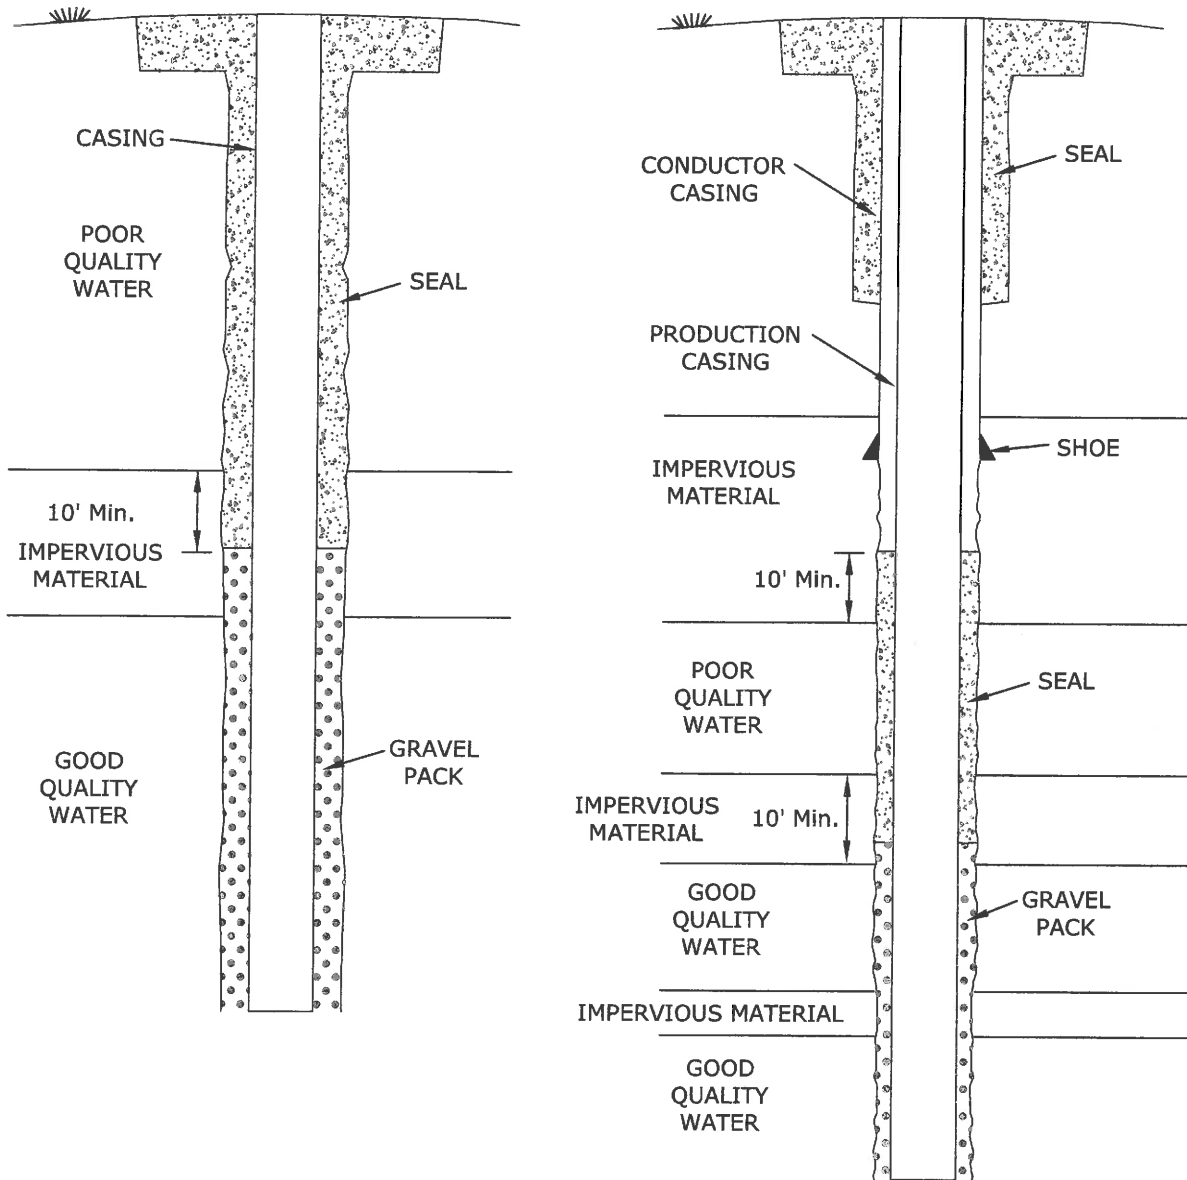 CASING
POOR
QUALITY
WATER
SEAL
10' Min.
IMPERVIOUS
MATERIAL
GOOD
QUALITY
WATER
GRAVEL
PACK
CONDUCTOR
CASING
SEAL
PRODUCTION
CASING
IMPERVIOUS
MATERIAL
SHOE
10' Min.
POOR
QUALITY
WATER
SEAL
IMPERVIOUS
MATERIAL
10' Min.
GOOD
QUALITY
WATER
GRAVEL
PACK
IMPERVIOUS MATERIAL
GOOD
QUALITY
WATER